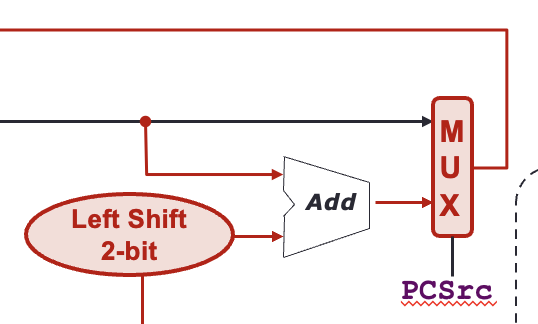 M
U
X
Add
Left Shift
2-bit
PCSrc